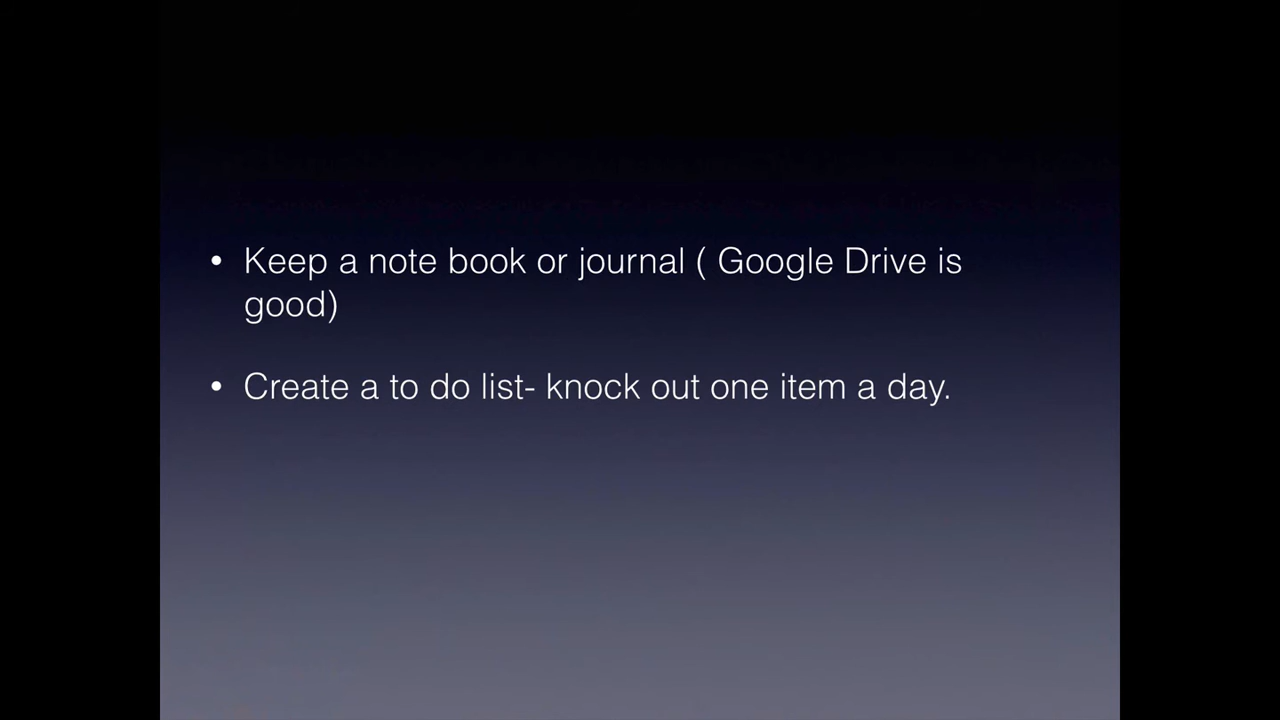 • Keep a note book or journal ( Google Drive is
good)
• Create a to do list- knock out one item a day.